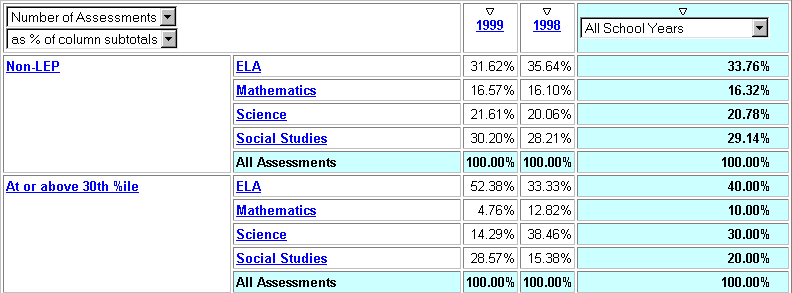 Number of Assessments
as % of column subtotals
1999 1998 All School Years
Non-LEP ELA 31.62% 35.64% 33.76%
Mathematics 16.57% 16.10% 16.32%
Science 21.61% 20.06% 20.78%
Social Studies 30.20% 28.21% 29.14%
All Assessments 100.00% 100.00% 100.00%
At or above 30th %ile ELA 52.38% 33.33% 40.00%
Mathematics 4.76% 12.82% 10.00%
Science 14.29% 38.46% 30.00%
Social Studies 28.57% 15.38% 20.00%
All Assessments 100.00% 100.00% 100.00%